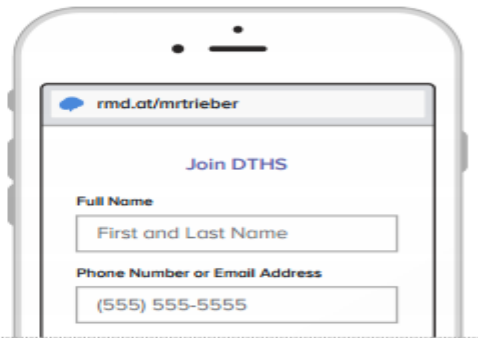 rmd.at/mrtrieber
Join DTHS
Full Name
First and Last Name
Phone Number or Email Address
(555) 555-5555